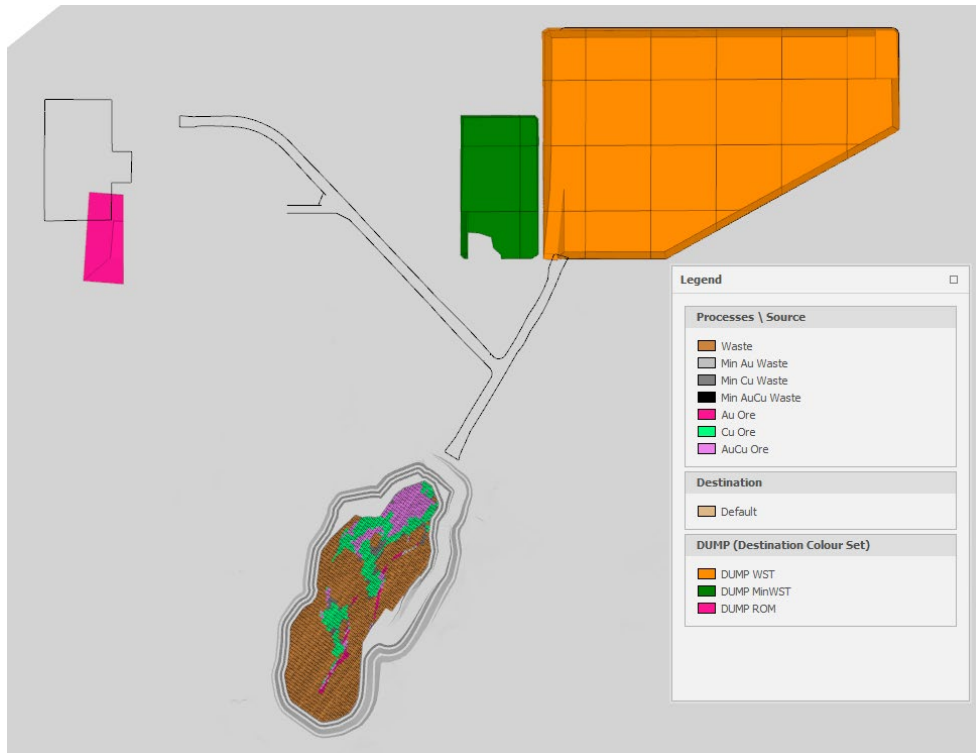 Legend
Processes \ Source
Waste
Min Au Waste
Min Cu Waste
Min AuCu Waste
Au Ore
Cu Ore
AuCu Ore
Destination
Default
DUMP (Destination Colour Set)
DUMP WST
DUMP MinWST
DUMP ROM